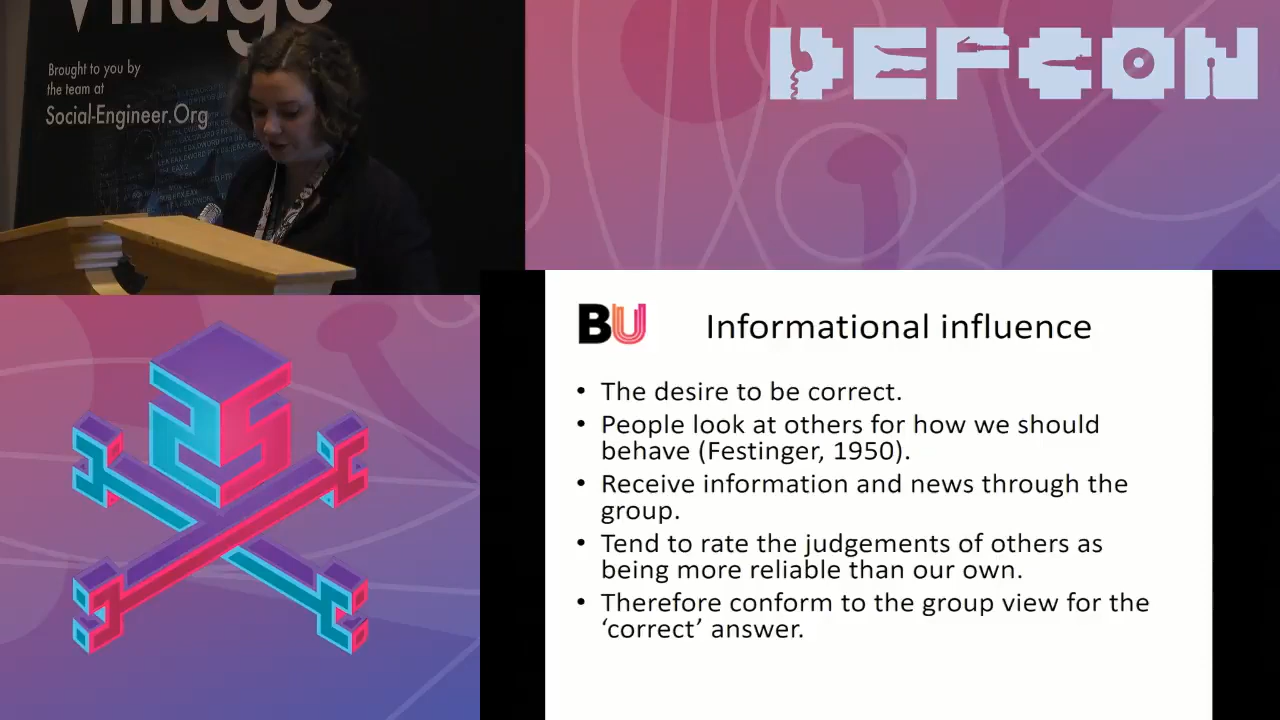 Village
Brought to you by
the team at
Social-Engineer.Org
DEFCON
BU
Informational influence
• The desire to be correct.
• People look at others for how we should
behave (Festinger, 1950).
• Receive information and news through the
group.
• Tend to rate the judgements of others as
being more reliable than our own.
• Therefore conform to the group view for the
‘correct’ answer.